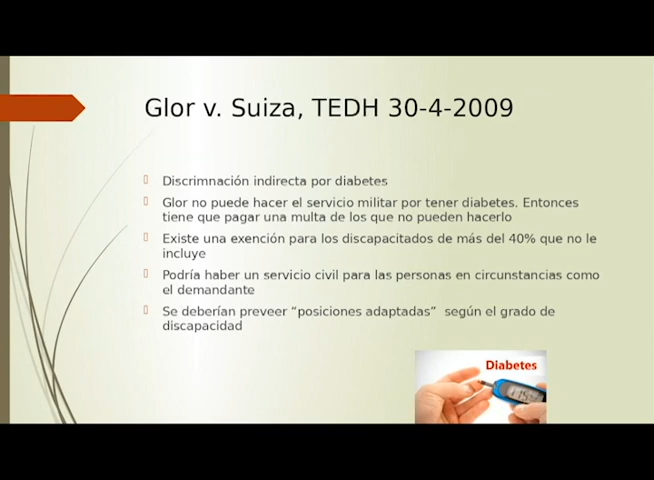 Glor v. Suiza, TEDH 30-4-2009
Discrimnación indirecta por diabetes
Glor no puede hacer el servicio militar por tener diabetes. Entonces
tiene que pagar una multa de los que no pueden hacerlo
Existe una exención para los discapacitados de más del 40% que no le
incluye
Podría haber un servicio civil para las personas en circunstancias como
el demandante
Se deberían preveer “posiciones adaptadas” según el grado de
discapacidad
Diabetes